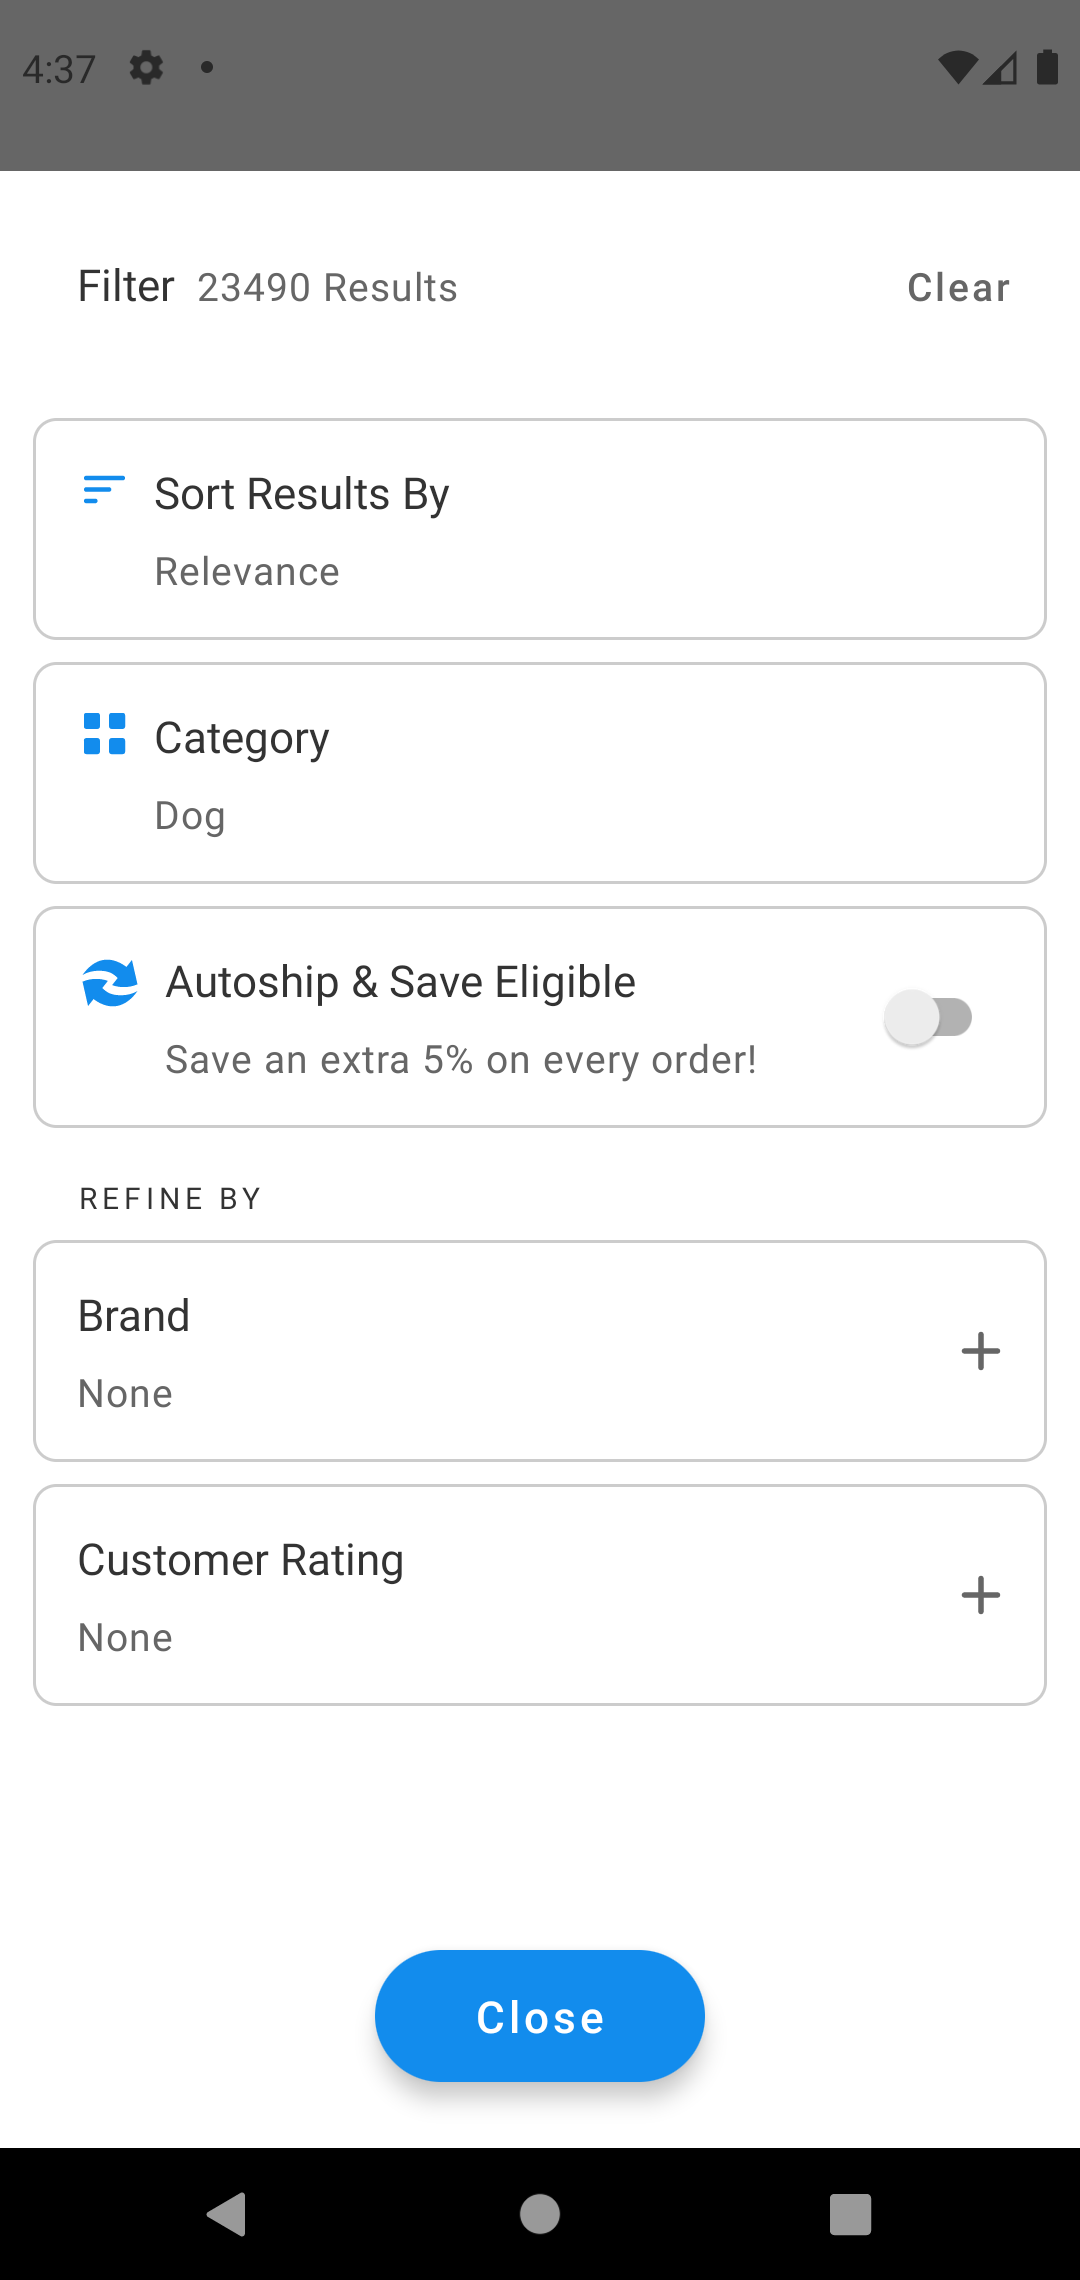 4:37
Filter 23490 Results Clear
Sort Results By
Relevance
Category
Dog
Autoship & Save Eligible
Save an extra 5% on every order!
REFINE BY
Brand
None
Customer Rating
None
Close